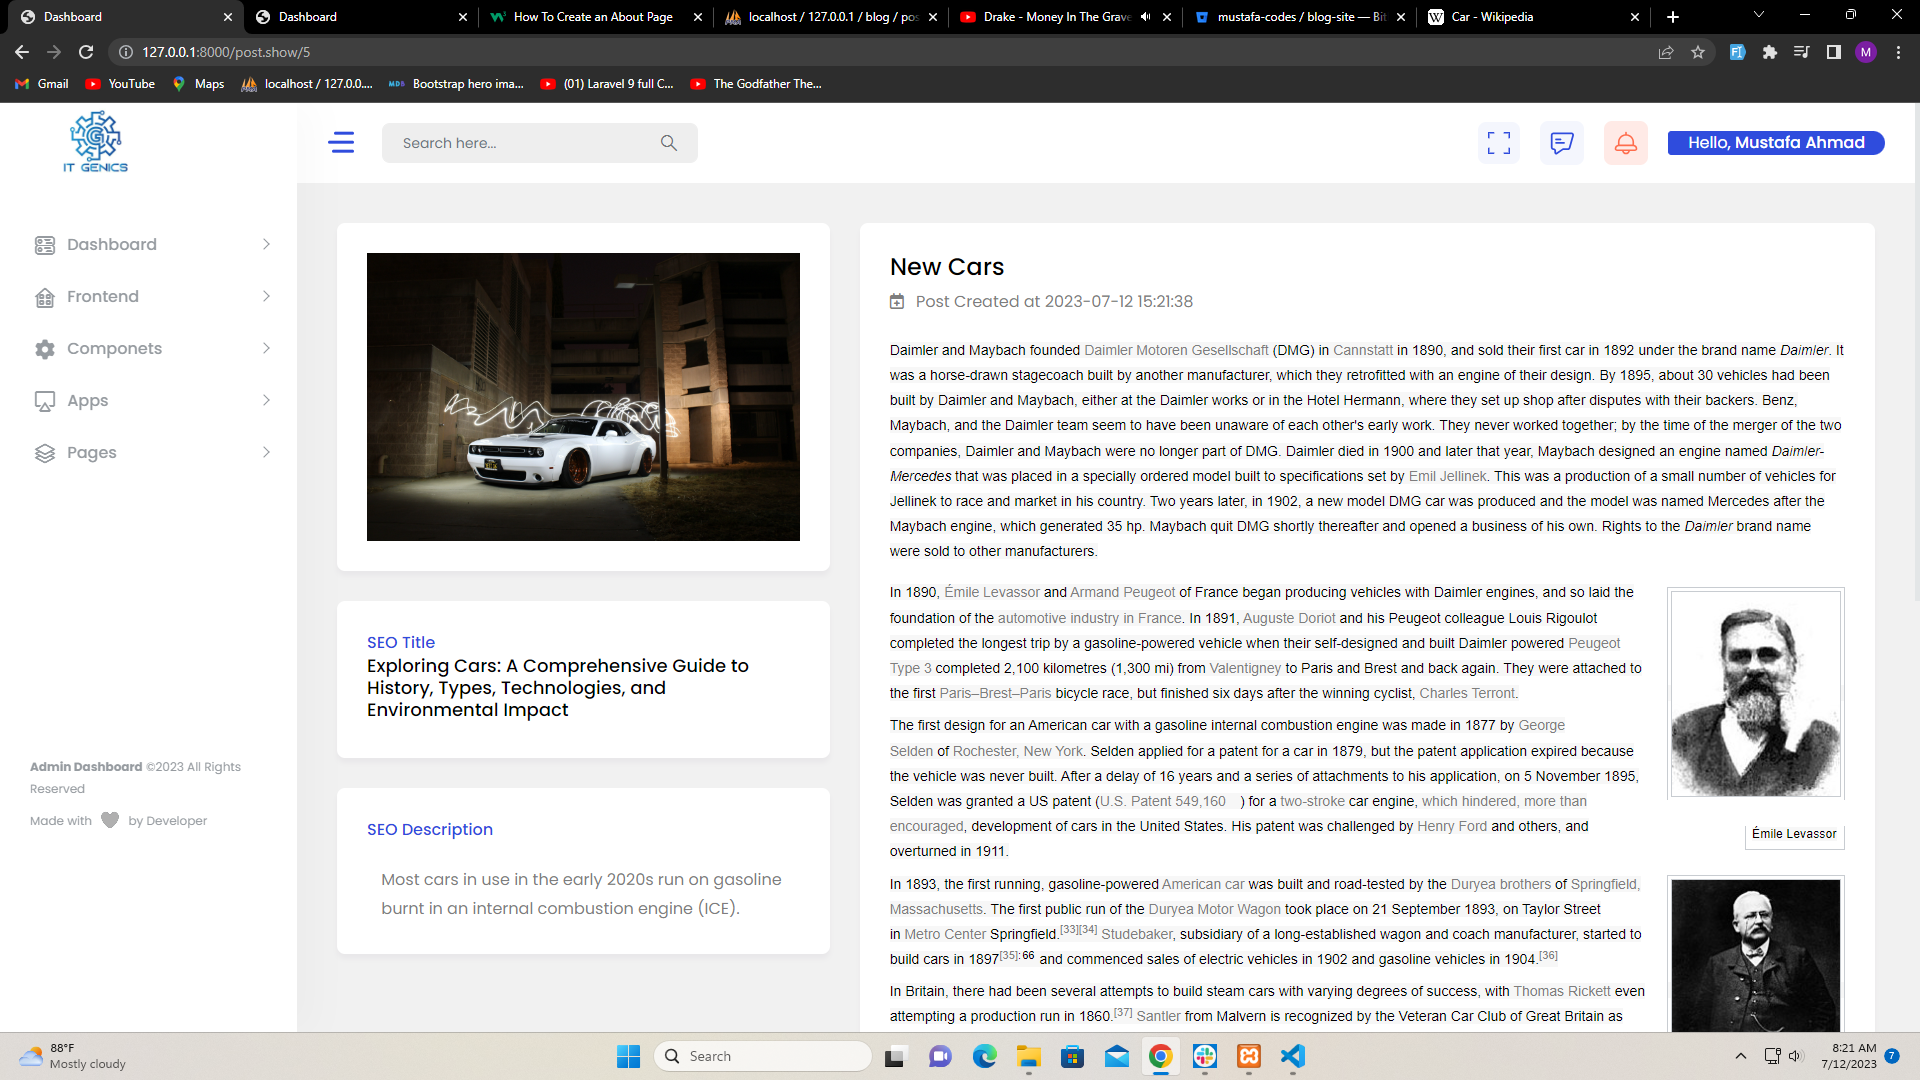 Dashboard
Dashboard
How To Create an About Page
localhost / 127.0.0.1 / blog / pos
Drake - Money In The Grave
mustafa-codes / blog-site — Bit
Car - Wikipedia
127.0.0.1:8000/post.show/5
M
Gmail
YouTube
Maps
localhost / 127.0.0....
Bootstrap hero ima...
(01) Laravel 9 full C...
The Godfather The...
IT GENICS
Search here...
Hello, Mustafa Ahmad
Dashboard
Frontend
Componets
Apps
Pages
Admin Dashboard ©2023 All Rights
Reserved
Made with
by Developer
SEO Title
Exploring Cars: A Comprehensive Guide to
History, Types, Technologies, and
Environmental Impact
SEO Description
Most cars in use in the early 2020s run on gasoline
burnt in an internal combustion engine (ICE).
New Cars
Post Created at 2023-07-12 15:21:38
Daimler and Maybach founded Daimler Motoren Gesellschaft (DMG) in Cannstatt in 1890, and sold their first car in 1892 under the brand name Daimler. It
was a horse-drawn stagecoach built by another manufacturer, which they retrofitted with an engine of their design. By 1895, about 30 vehicles had been
built by Daimler and Maybach, either at the Daimler works or in the Hotel Hermann, where they set up shop after disputes with their backers. Benz,
Maybach, and the Daimler team seem to have been unaware of each other's early work. They never worked together; by the time of the merger of the two
companies, Daimler and Maybach were no longer part of DMG. Daimler died in 1900 and later that year, Maybach designed an engine named Daimler-
Mercedes that was placed in a specially ordered model built to specifications set by Emil Jellinek. This was a production of a small number of vehicles for
Jellinek to race and market in his country. Two years later, in 1902, a new model DMG car was produced and the model was named Mercedes after the
Maybach engine, which generated 35 hp. Maybach quit DMG shortly thereafter and opened a business of his own. Rights to the Daimler brand name
were sold to other manufacturers.
In 1890, Émile Levassor and Armand Peugeot of France began producing vehicles with Daimler engines, and so laid the
foundation of the automotive industry in France. In 1891, Auguste Doriot and his Peugeot colleague Louis Rigoulot
completed the longest trip by a gasoline-powered vehicle when their self-designed and built Daimler powered Peugeot
Type 3 completed 2,100 kilometres (1,300 mi) from Valentigney to Paris and Brest and back again. They were attached to
the first Paris–Brest–Paris bicycle race, but finished six days after the winning cyclist, Charles Terront.
The first design for an American car with a gasoline internal combustion engine was made in 1877 by George
Selden of Rochester, New York. Selden applied for a patent for a car in 1879, but the patent application expired because
the vehicle was never built. After a delay of 16 years and a series of attachments to his application, on 5 November 1895,
Selden was granted a US patent (U.S. Patent 549,160 ) for a two-stroke car engine, which hindered, more than
encouraged, development of cars in the United States. His patent was challenged by Henry Ford and others, and
overturned in 1911.
Émile Levassor
In 1893, the first running, gasoline-powered American car was built and road-tested by the Duryea brothers of Springfield,
Massachusetts. The first public run of the Duryea Motor Wagon took place on 21 September 1893, on Taylor Street
in Metro Center Springfield.[33][34] Studebaker, subsidiary of a long-established wagon and coach manufacturer, started to
build cars in 1897[35]: 66 and commenced sales of electric vehicles in 1902 and gasoline vehicles in 1904.[36]
In Britain, there had been several attempts to build steam cars with varying degrees of success, with Thomas Rickett even
attempting a production run in 1860.[37] Santler from Malvern is recognized by the Veteran Car Club of Great Britain as
88°F
Mostly cloudy
Search
8:21 AM
7/12/2023
7